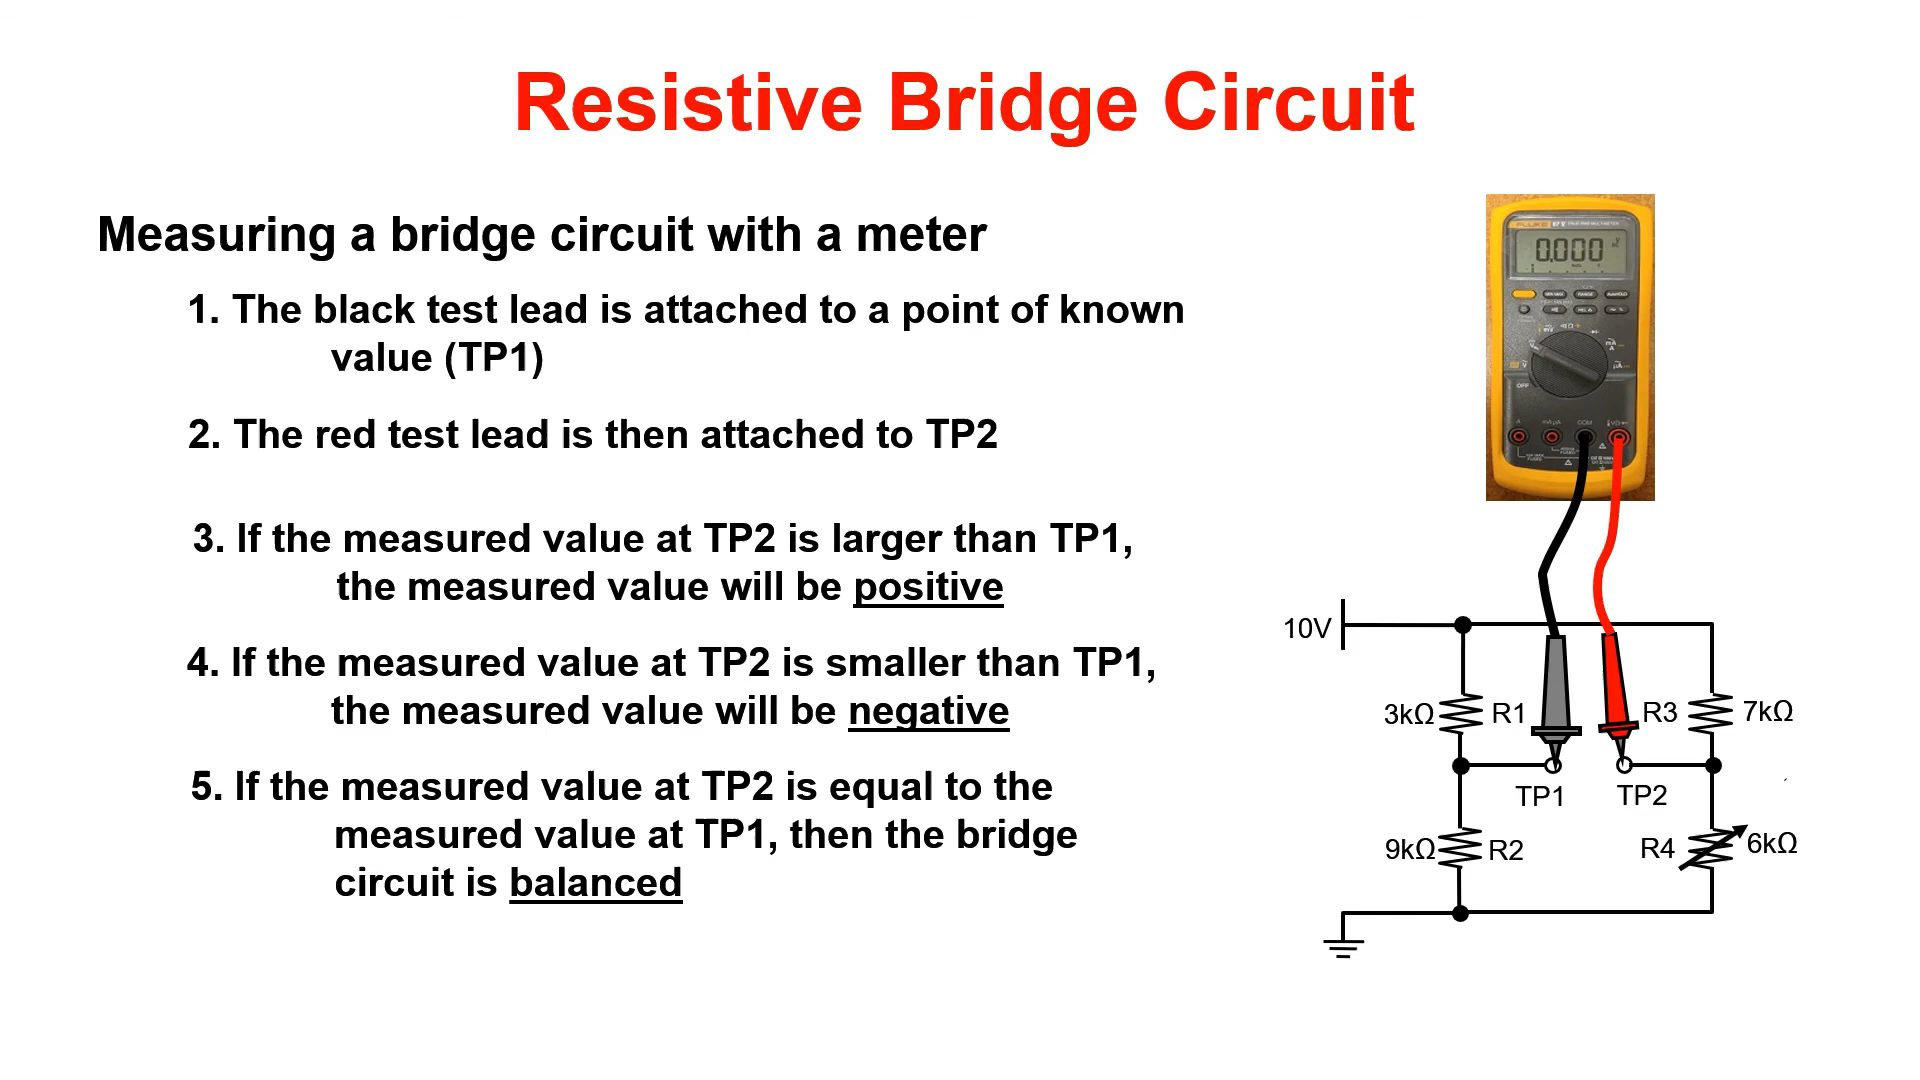 Resistive Bridge Circuit
Measuring a bridge circuit with a meter
1. The black test lead is attached to a point of known
value (TP1)
2. The red test lead is then attached to TP2
3. If the measured value at TP2 is larger than TP1,
the measured value will be positive
4. If the measured value at TP2 is smaller than TP1,
the measured value will be negative
5. If the measured value at TP2 is equal to the
measured value at TP1, then the bridge
circuit is balanced
FLUKE
0.000
OFF
A
mA µA
COM
10V
3kΩ R1
R3 7kΩ
TP1
TP2
9kΩ R2
R4 6kΩ